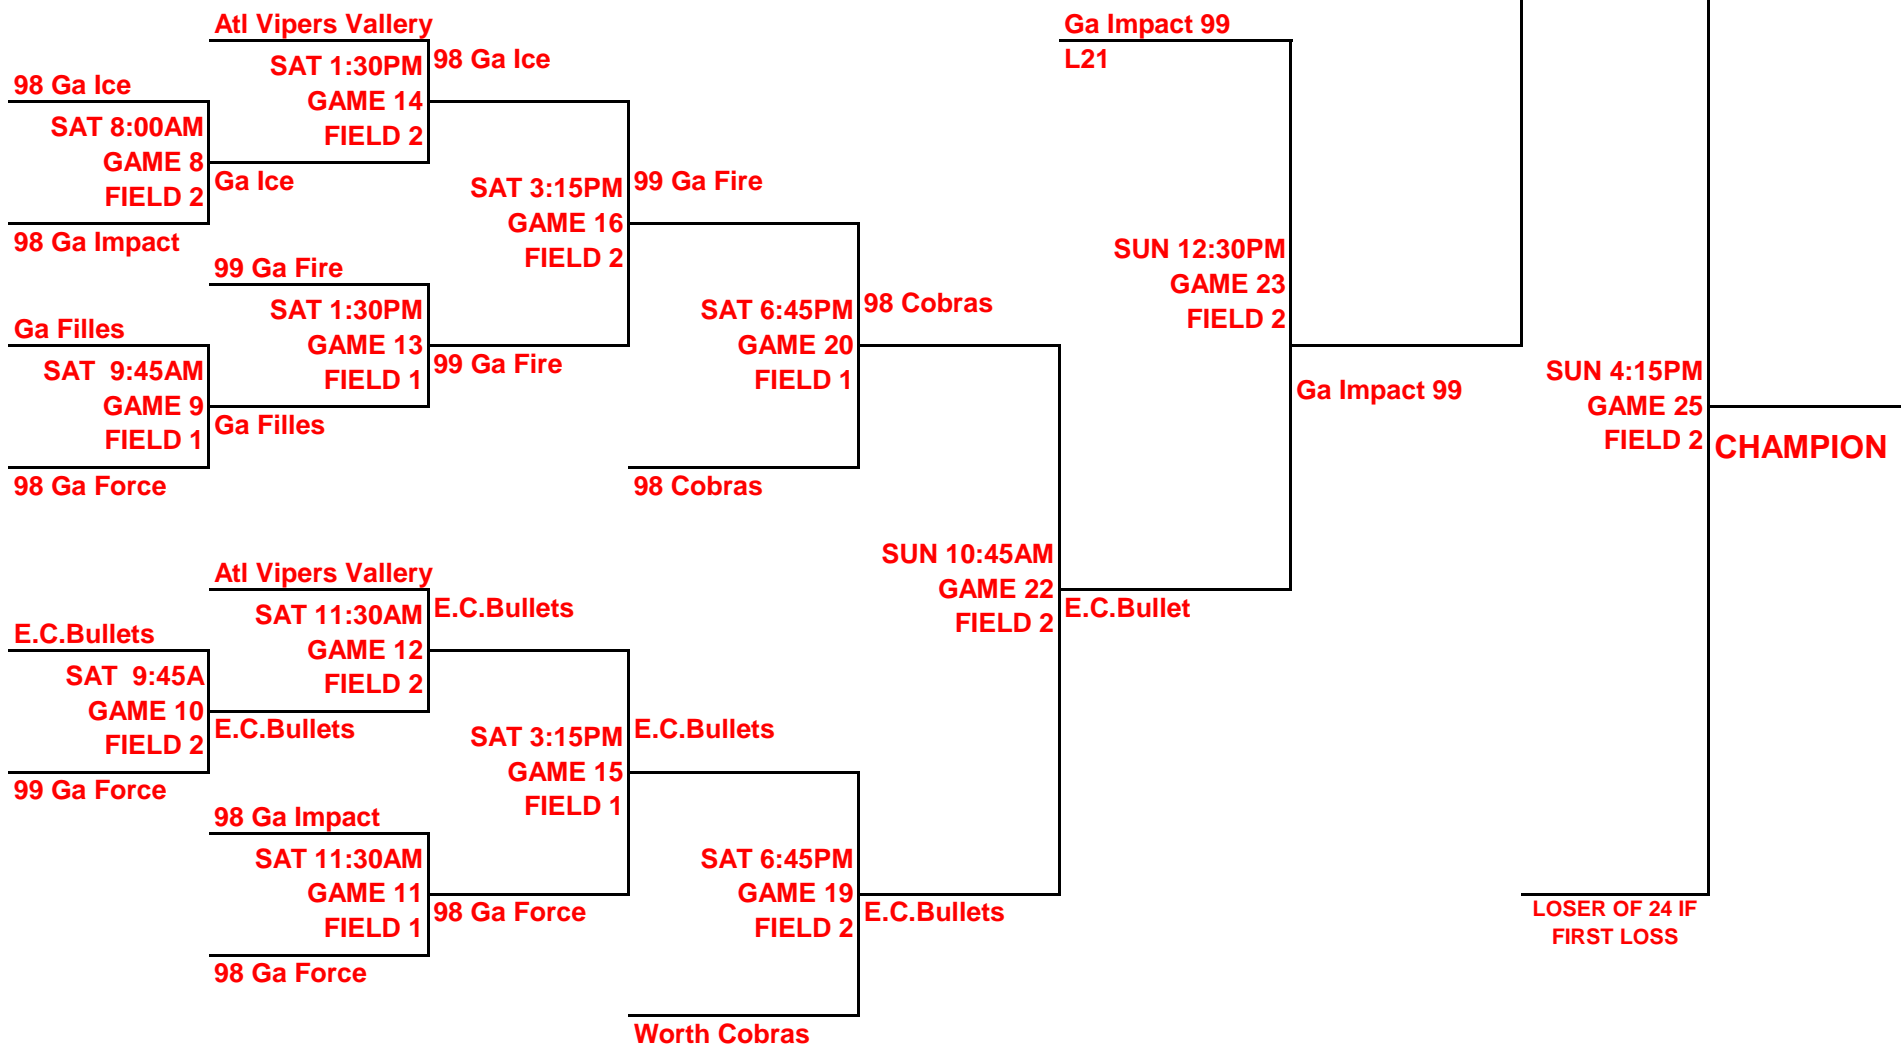 Atl Vipers Vallery
SAT 1:30PM
GAME 14
FIELD 2
98 Ga Ice
98 Ga Ice
SAT 8:00AM
GAME 8
FIELD 2
Ga Ice
98 Ga Impact
SAT 3:15PM
GAME 16
FIELD 2
99 Ga Fire
99 Ga Fire
SAT 1:30PM
GAME 13
FIELD 1
99 Ga Fire
Ga Filles
SAT  9:45AM
GAME 9
FIELD 1
Ga Filles
98 Ga Force
SAT 6:45PM
GAME 20
FIELD 1
98 Cobras
98 Cobras
Atl Vipers Vallery
SAT 11:30AM
GAME 12
FIELD 2
E.C.Bullets
E.C.Bullets
SAT  9:45A
GAME 10
FIELD 2
E.C.Bullets
99 Ga Force
SAT 3:15PM
GAME 15
FIELD 1
E.C.Bullets
98 Ga Impact
SAT 11:30AM
GAME 11
FIELD 1
98 Ga Force
98 Ga Force
SAT 6:45PM
GAME 19
FIELD 2
E.C.Bullets
Worth Cobras
SUN 10:45AM
GAME 22
FIELD 2
E.C.Bullet
Ga Impact 99
L21
SUN 12:30PM
GAME 23
FIELD 2
Ga Impact 99
SUN 4:15PM
GAME 25
FIELD 2
CHAMPION
LOSER OF 24 IF
FIRST LOSS